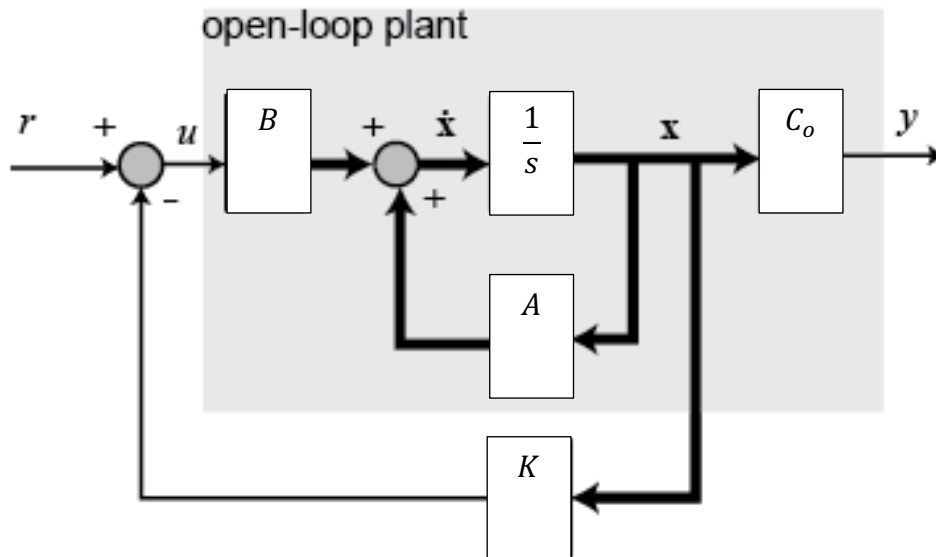 open-loop plant
r + u B + ẋ 1/s x C_o y
- +
A
K